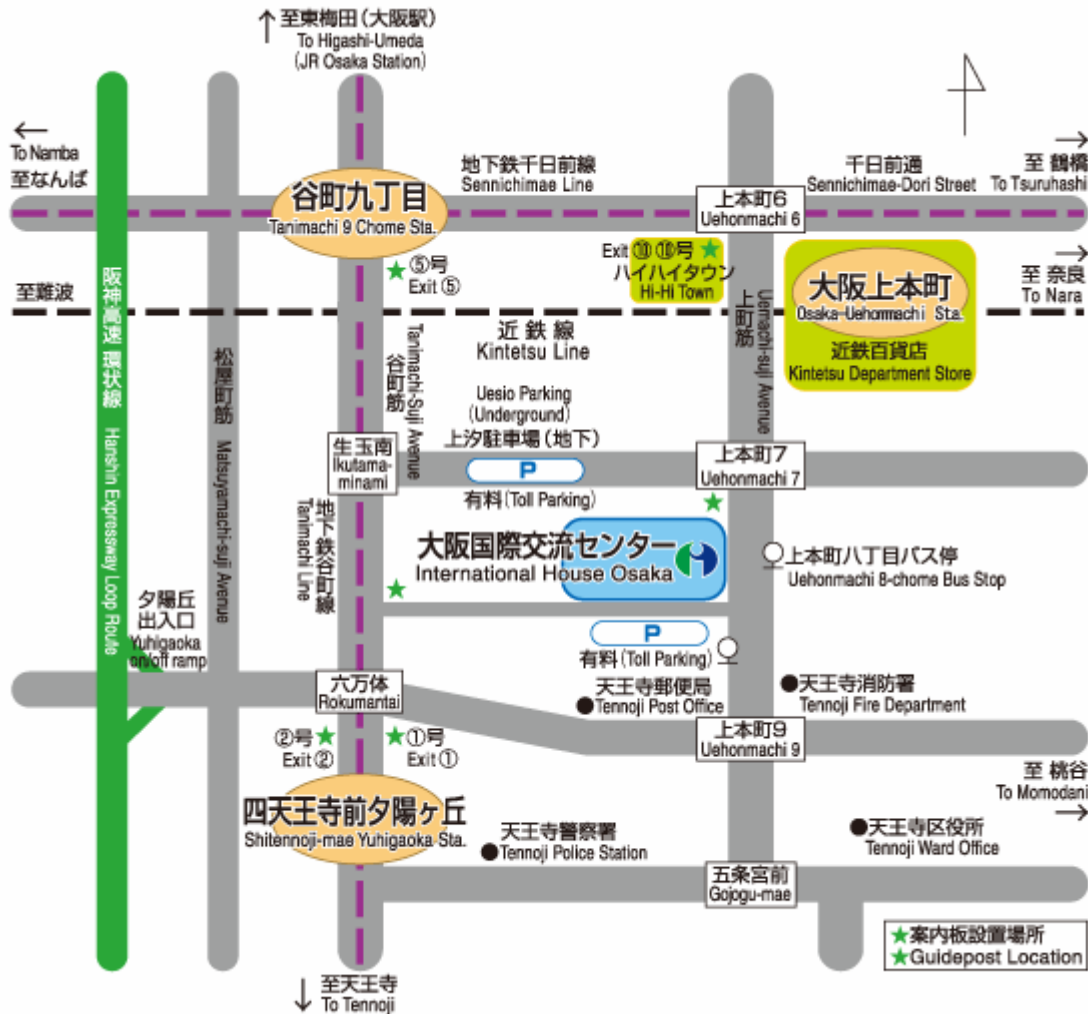 ↑ 至東梅田（大阪駅）
To Higashi-Umeda
(JR Osaka Station)
←
To Namba
至なんば
地下鉄千日前線
Sennichimae Line
千日前通
Sennichimae-Dori Street
→
至 鶴橋
To Tsuruhashi
谷町九丁目
Tanimachi 9 Chome Sta.
上本町6
Uehonmachi 6
⑤号
Exit ⑤
Exit ⑩ ⑩号
ハイハイタウン
Hi-Hi Town
大阪上本町
Osaka-Uehonmachi Sta.
近鉄百貨店
Kintetsu Department Store
至難波
至 奈良
To Nara
→
近鉄線
Kintetsu Line
阪神高速 環状線
Hanshin Expressway Loop Route
松屋町筋
Matsuyamachi-suji Avenue
谷町筋
Tanimachi-Suji Avenue
上町筋
Uemachi-suji Avenue
Uesio Parking
(Underground)
上汐駐車場（地下）
P
有料（Toll Parking）
生玉南
Ikutama-
minami
上本町7
Uehonmachi 7
地下鉄谷町線
Tanimachi Line
大阪国際交流センター
International House Osaka
上本町八丁目バス停
Uehonmachi 8-chome Bus Stop
夕陽丘
出入口
Yuhigaoka
on/off ramp
P
有料（Toll Parking）
六万体
Rokumantai
天王寺郵便局
Tennoji Post Office
天王寺消防署
Tennoji Fire Department
上本町9
Uehonmachi 9
②号
Exit ②
①号
Exit ①
至 桃谷
To Momodani
→
四天王寺前夕陽ヶ丘
Shitennoji-mae Yuhigaoka Sta.
天王寺警察署
Tennoji Police Station
天王寺区役所
Tennoji Ward Office
五条宮前
Gojogu-mae
★案内板設置場所
★Guidepost Location
↓ 至天王寺
To Tennoji